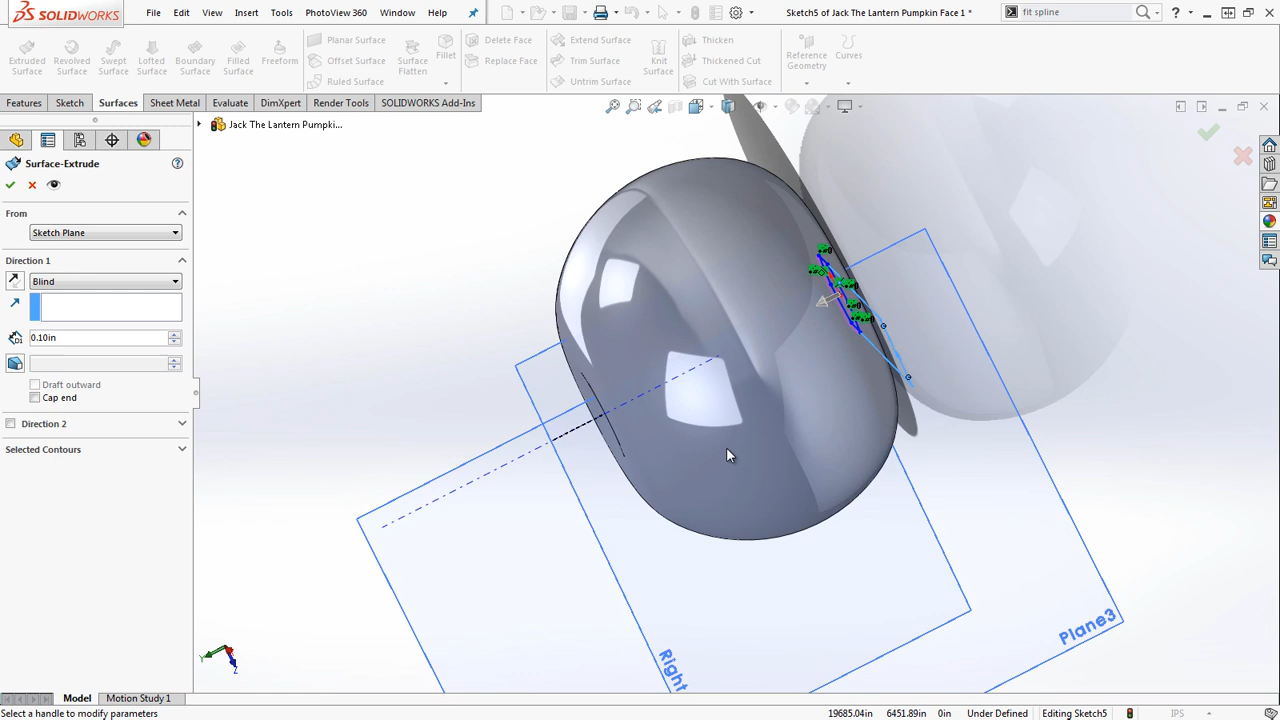 SOLIDWORKS
File Edit View Insert Tools PhotoView 360 Window Help
Sketch5 of Jack The Lantern Pumpkin Face 1 *
fit spline
Extruded Surface
Revolved Surface
Swept Surface
Lofted Surface
Boundary Surface
Filled Surface
Freeform
Planar Surface
Offset Surface
Ruled Surface
Surface Flatten
Fillet
Delete Face
Replace Face
Extend Surface
Trim Surface
Untrim Surface
Knit Surface
Thicken
Thickened Cut
Cut With Surface
Reference Geometry
Curves
Features Sketch Surfaces Sheet Metal Evaluate DimXpert Render Tools SOLIDWORKS Add-Ins
Jack The Lantern Pumpki...
Surface-Extrude
From
Sketch Plane
Direction 1
Blind
0.10in
Draft outward
Cap end
Direction 2
Selected Contours
Right
Plane3
Y
Z
Model Motion Study 1
Select a handle to modify parameters
19685.04in 6451.89in 0in Under Defined Editing Sketch5 IPS